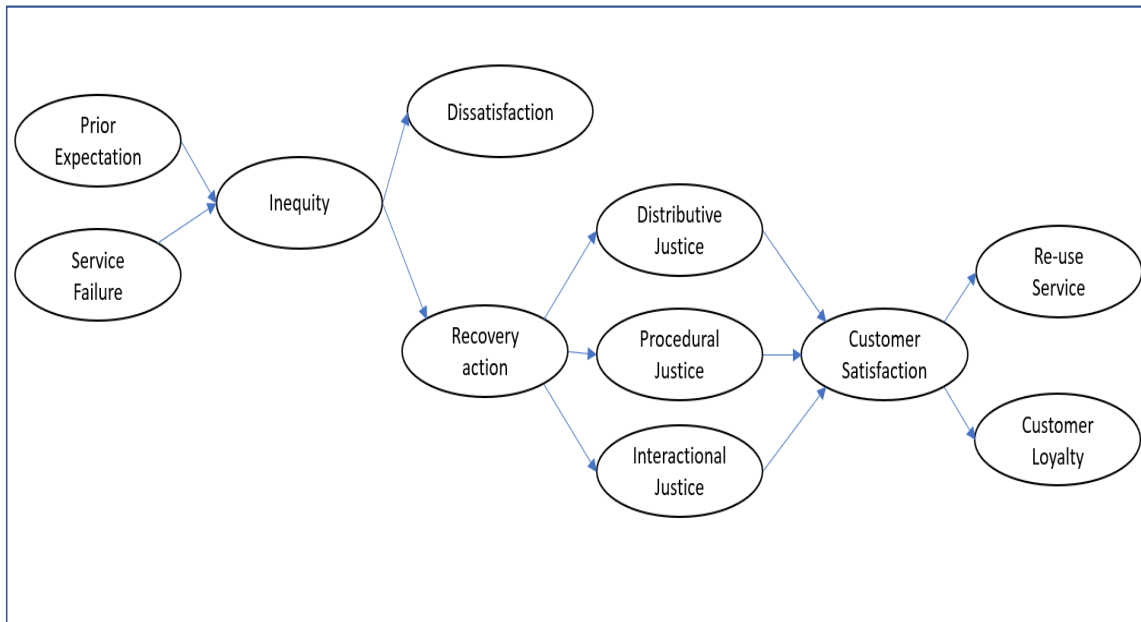 Prior
Expectation
Service
Failure
Inequity
Dissatisfaction
Recovery
action
Distributive
Justice
Procedural
Justice
Interactional
Justice
Customer
Satisfaction
Re-use
Service
Customer
Loyalty